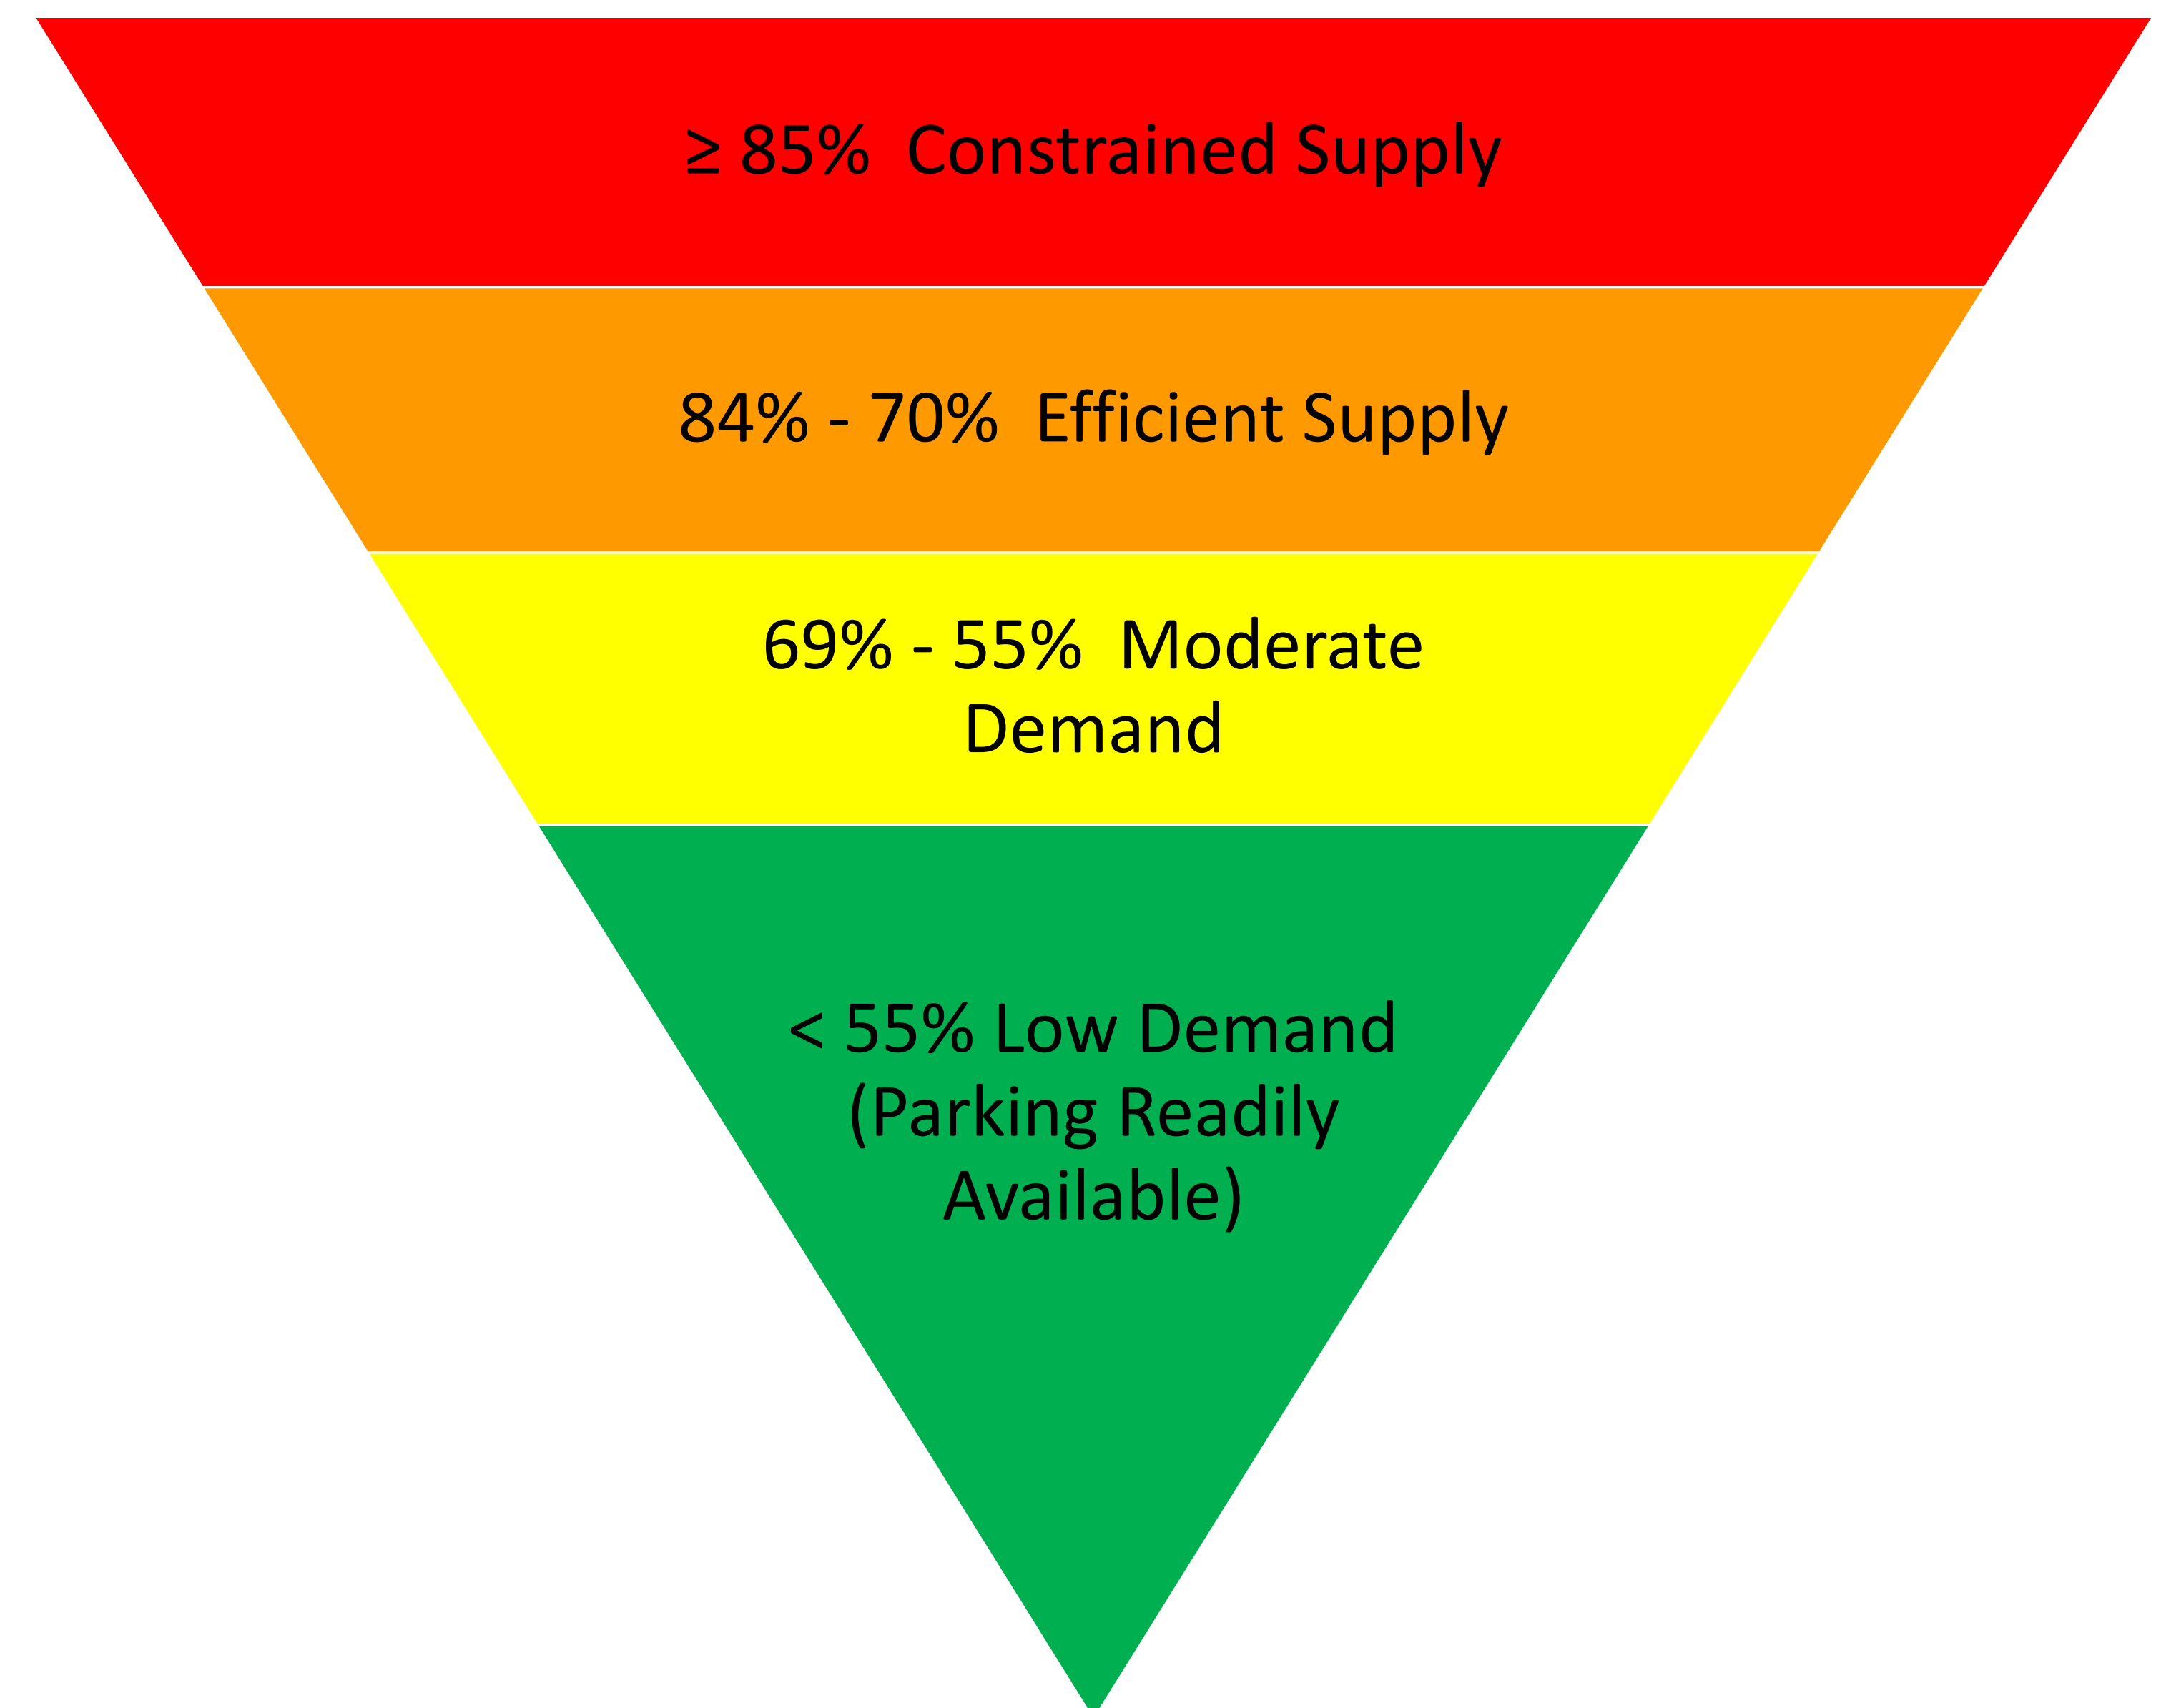 ≥ 85%  Constrained Supply
84% - 70%  Efficient Supply
69% - 55%  Moderate
Demand
< 55% Low Demand
(Parking Readily
Available)